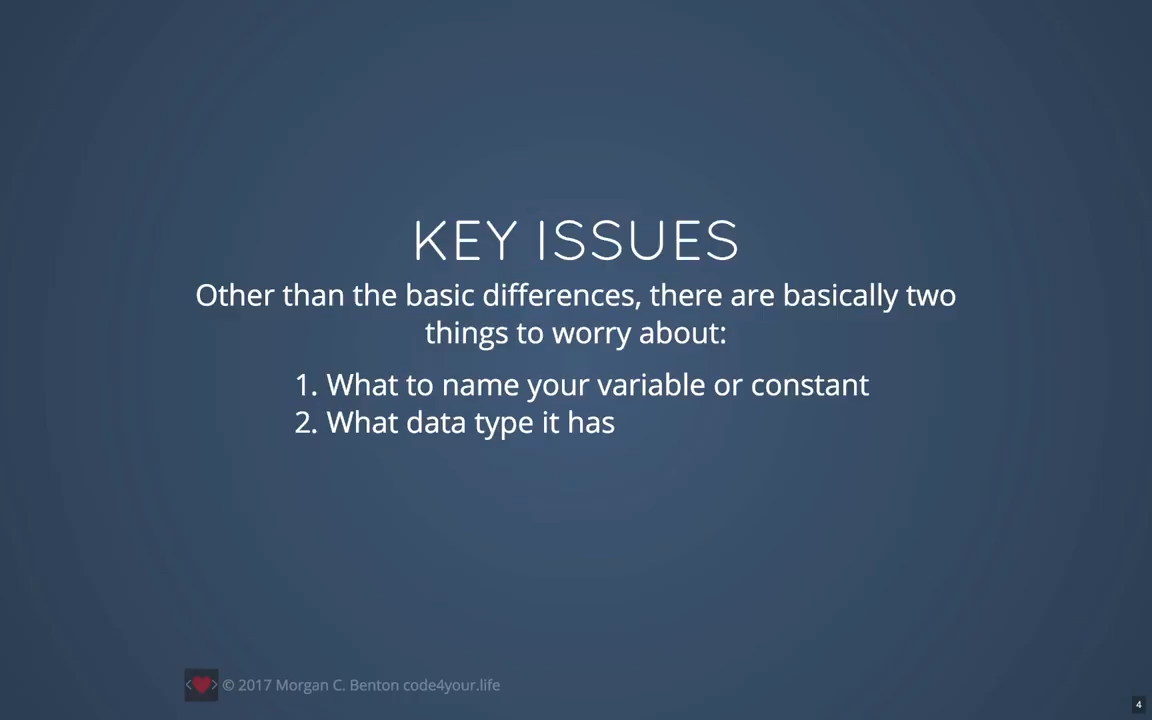 KEY ISSUES
Other than the basic differences, there are basically two
things to worry about:
1. What to name your variable or constant
2. What data type it has
<❤> © 2017 Morgan C. Benton code4your.life
4